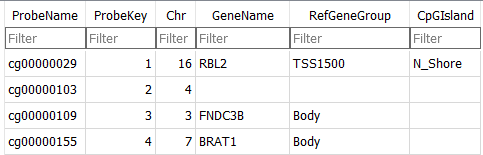 ProbeName ProbeKey Chr GeneName RefGeneGroup CpGIsland
Filter Filter Filter Filter Filter Filter
cg00000029 1 16 RBL2 TSS1500 N_Shore
cg00000103 2 4
cg00000109 3 3 FNDC3B Body
cg00000155 4 7 BRAT1 Body